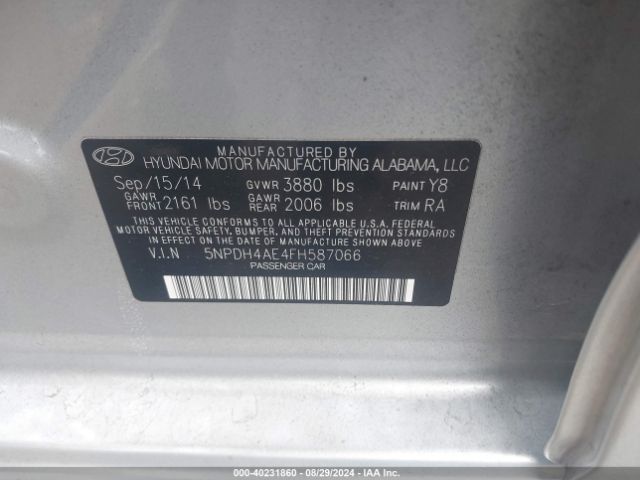 MANUFACTURED BY
HYUNDAI MOTOR MANUFACTURING ALABAMA, LLC
Sep/15/14 GVWR 3880 lbs PAINT Y8
GAWR FRONT 2161 lbs GAWR REAR 2006 lbs TRIM RA
THIS VEHICLE CONFORMS TO ALL APPLICABLE U.S.A. FEDERAL
MOTOR VEHICLE SAFETY, BUMPER, AND THEFT PREVENTION STANDARDS
IN EFFECT ON THE DATE OF MANUFACTURE SHOWN ABOVE.
V.I.N 5NPDH4AE4FH587066
PASSENGER CAR
000-40231860 - 08/29/2024 - IAA Inc.